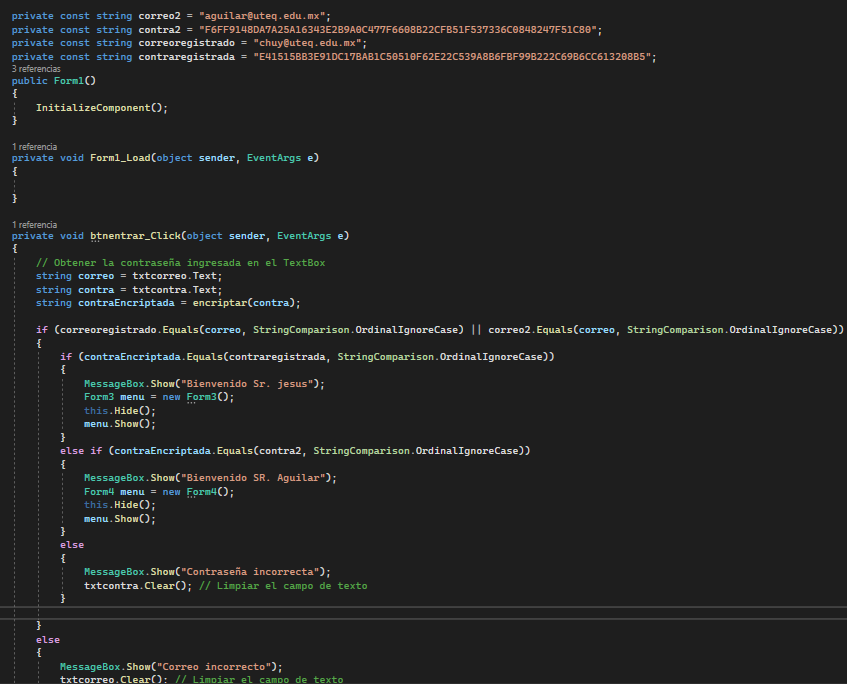 private const string correo2 = "aguilar@uteq.edu.mx";
private const string contra2 = "F6FF9148DA7A25A16343E2B9A0C477F6608B22CFB51F537336C0848247F51C80";
private const string correoregistrado = "chuy@uteq.edu.mx";
private const string contraregistrada = "E41515BB3E91DC17BAB1C50510F62E22C539A8B6FBF99B222C69B6CC613208B5";
3 referencias
public Form1()
{
InitializeComponent();
}
1 referencia
private void Form1_Load(object sender, EventArgs e)
{
}
1 referencia
private void btnentrar_Click(object sender, EventArgs e)
{
// Obtener la contraseña ingresada en el TextBox
string correo = txtcorreo.Text;
string contra = txtcontra.Text;
string contraEncriptada = encriptar(contra);
if (correoregistrado.Equals(correo, StringComparison.OrdinalIgnoreCase) || correo2.Equals(correo, StringComparison.OrdinalIgnoreCase))
{
if (contraEncriptada.Equals(contraregistrada, StringComparison.OrdinalIgnoreCase))
{
MessageBox.Show("Bienvenido Sr. jesus");
Form3 menu = new Form3();
this.Hide();
menu.Show();
}
else if (contraEncriptada.Equals(contra2, StringComparison.OrdinalIgnoreCase))
{
MessageBox.Show("Bienvenido SR. Aguilar");
Form4 menu = new Form4();
this.Hide();
menu.Show();
}
else
{
MessageBox.Show("Contraseña incorrecta");
txtcontra.Clear(); // Limpiar el campo de texto
}
}
else
{
MessageBox.Show("Correo incorrecto");
txtcorreo.Clear(); // Limpiar el campo de texto